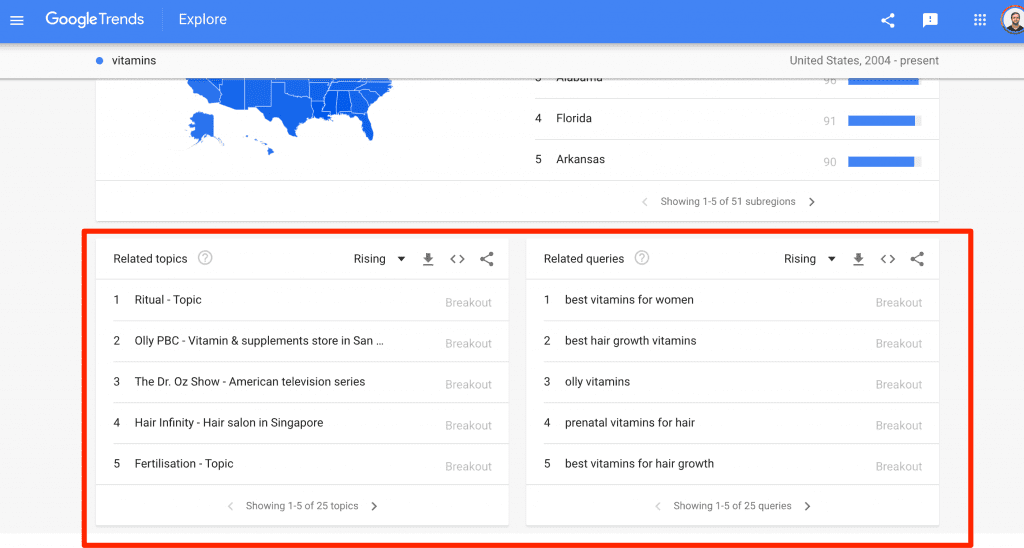 Google Trends Explore
vitamins United States, 2004 - present
3 Alabama 96
4 Florida 91
5 Arkansas 90
Showing 1-5 of 51 subregions
Related topics Rising
1 Ritual - Topic Breakout
2 Olly PBC - Vitamin & supplements store in San ... Breakout
3 The Dr. Oz Show - American television series Breakout
4 Hair Infinity - Hair salon in Singapore Breakout
5 Fertilisation - Topic Breakout
Showing 1-5 of 25 topics
Related queries Rising
1 best vitamins for women Breakout
2 best hair growth vitamins Breakout
3 olly vitamins Breakout
4 prenatal vitamins for hair Breakout
5 best vitamins for hair growth Breakout
Showing 1-5 of 25 queries